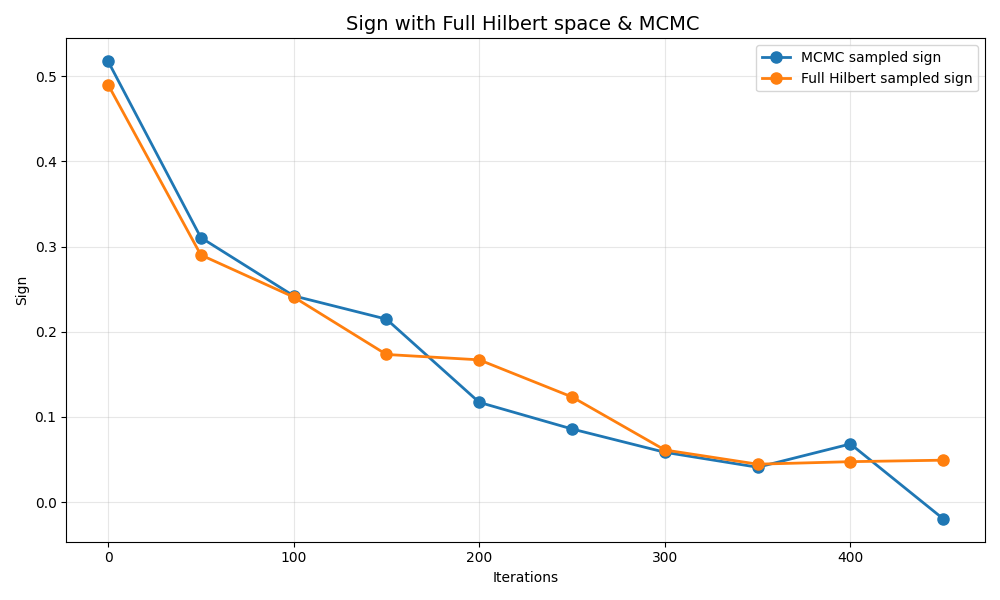 Sign with Full Hilbert space & MCMC
MCMC sampled sign
Full Hilbert sampled sign
Sign
0.5
0.4
0.3
0.2
0.1
0.0
0 100 200 300 400
Iterations